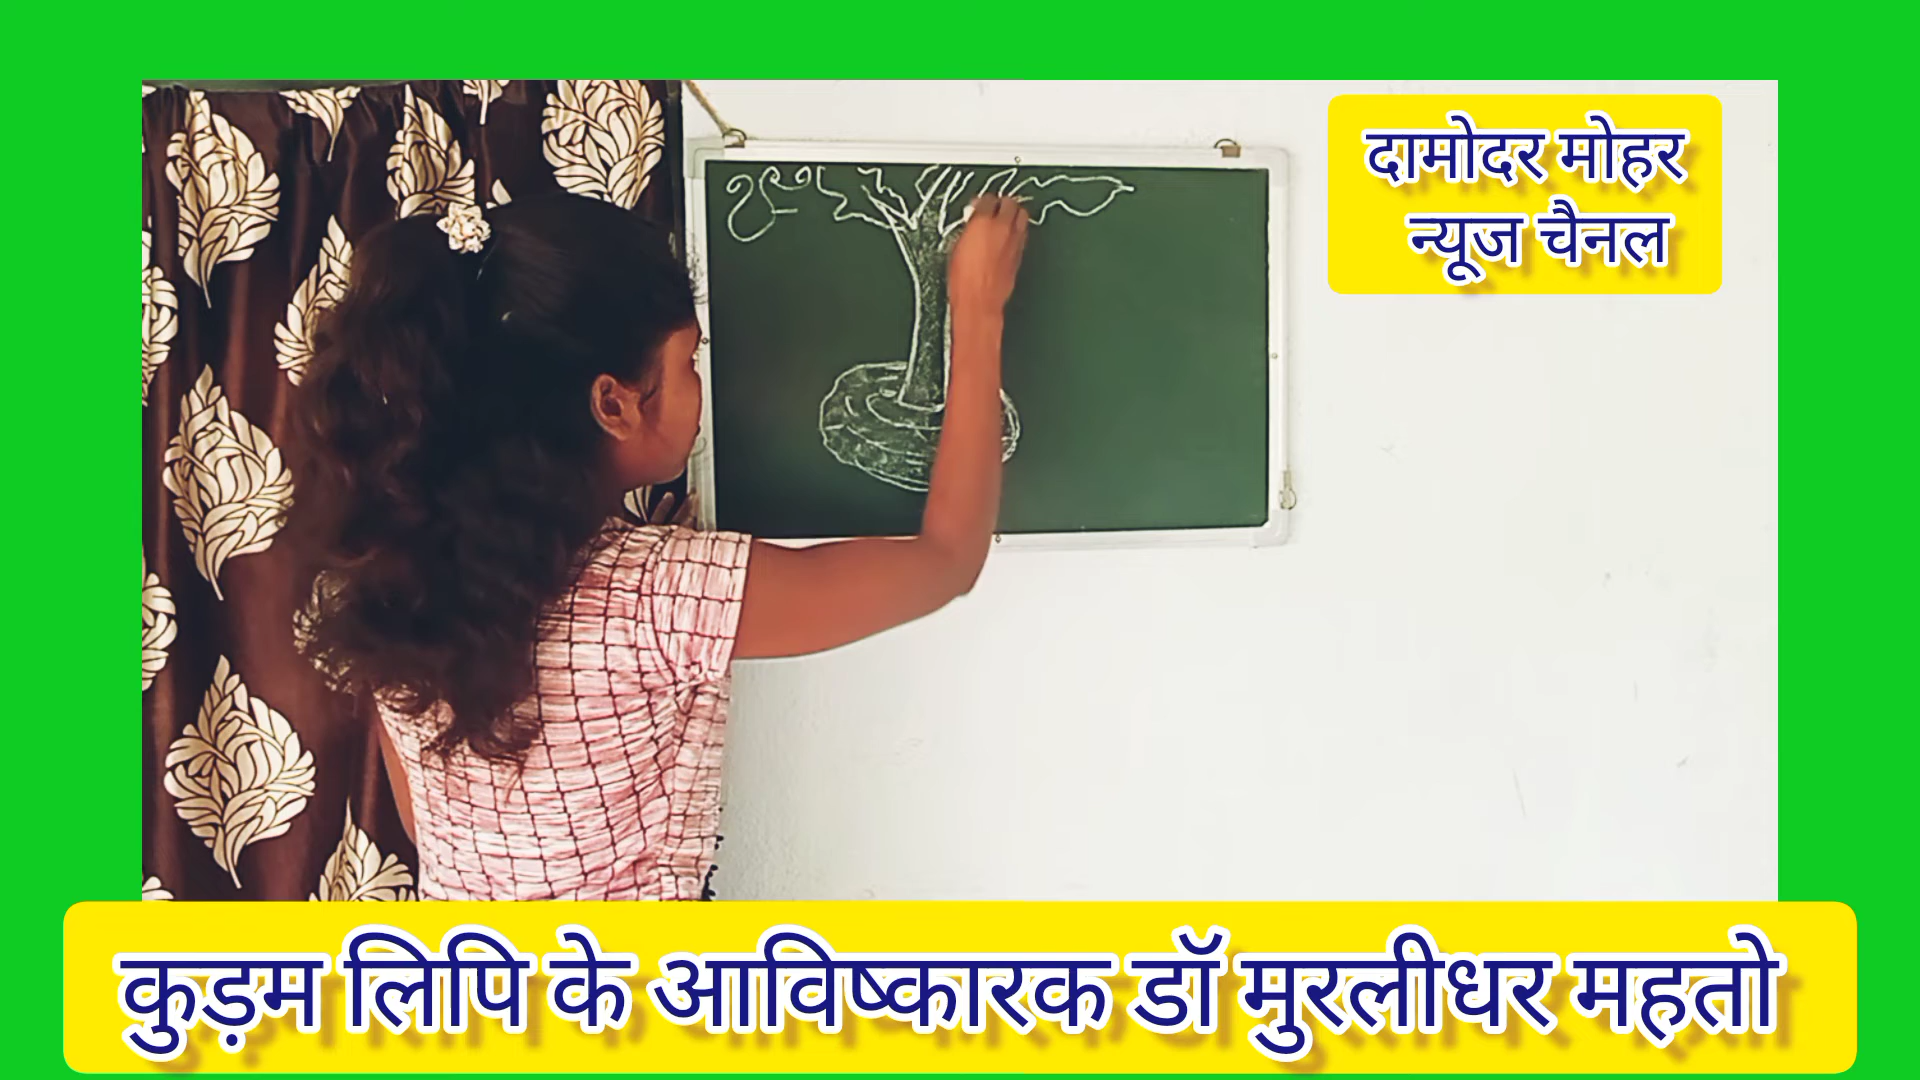 दामोदर मोहर
न्यूज चैनल
कुड़म लिपि के आविष्कारक डॉ मुरलीधर महतो